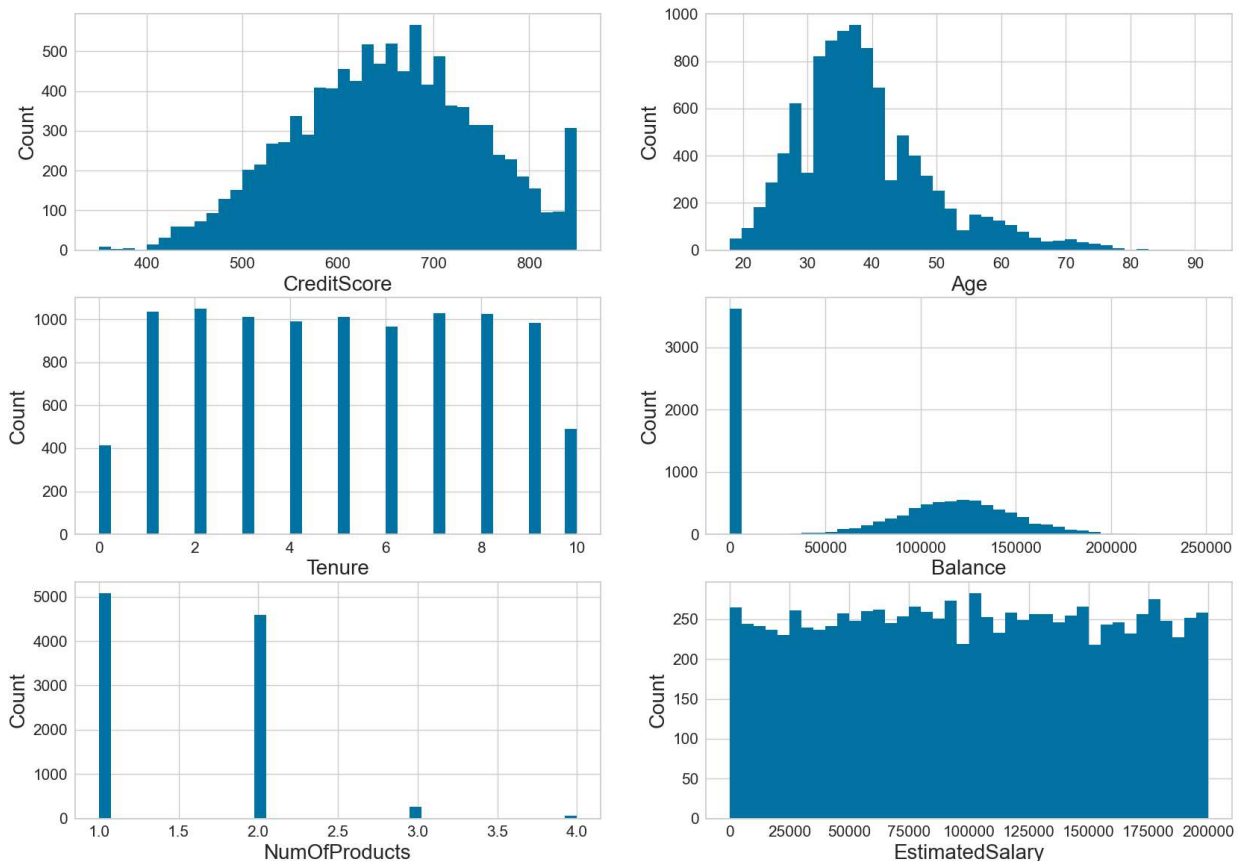 500
400
300
200
100
0
Count
400 500 600 700 800
CreditScore
1000
800
600
400
200
0
Count
20 30 40 50 60 70 80 90
Age
1000
800
600
400
200
0
Count
0 2 4 6 8 10
Tenure
3000
2000
1000
0
Count
0 50000 100000 150000 200000 250000
Balance
5000
4000
3000
2000
1000
0
Count
1.0 1.5 2.0 2.5 3.0 3.5 4.0
NumOfProducts
250
200
150
100
50
0
Count
0 25000 50000 75000 100000 125000 150000 175000 200000
EstimatedSalary